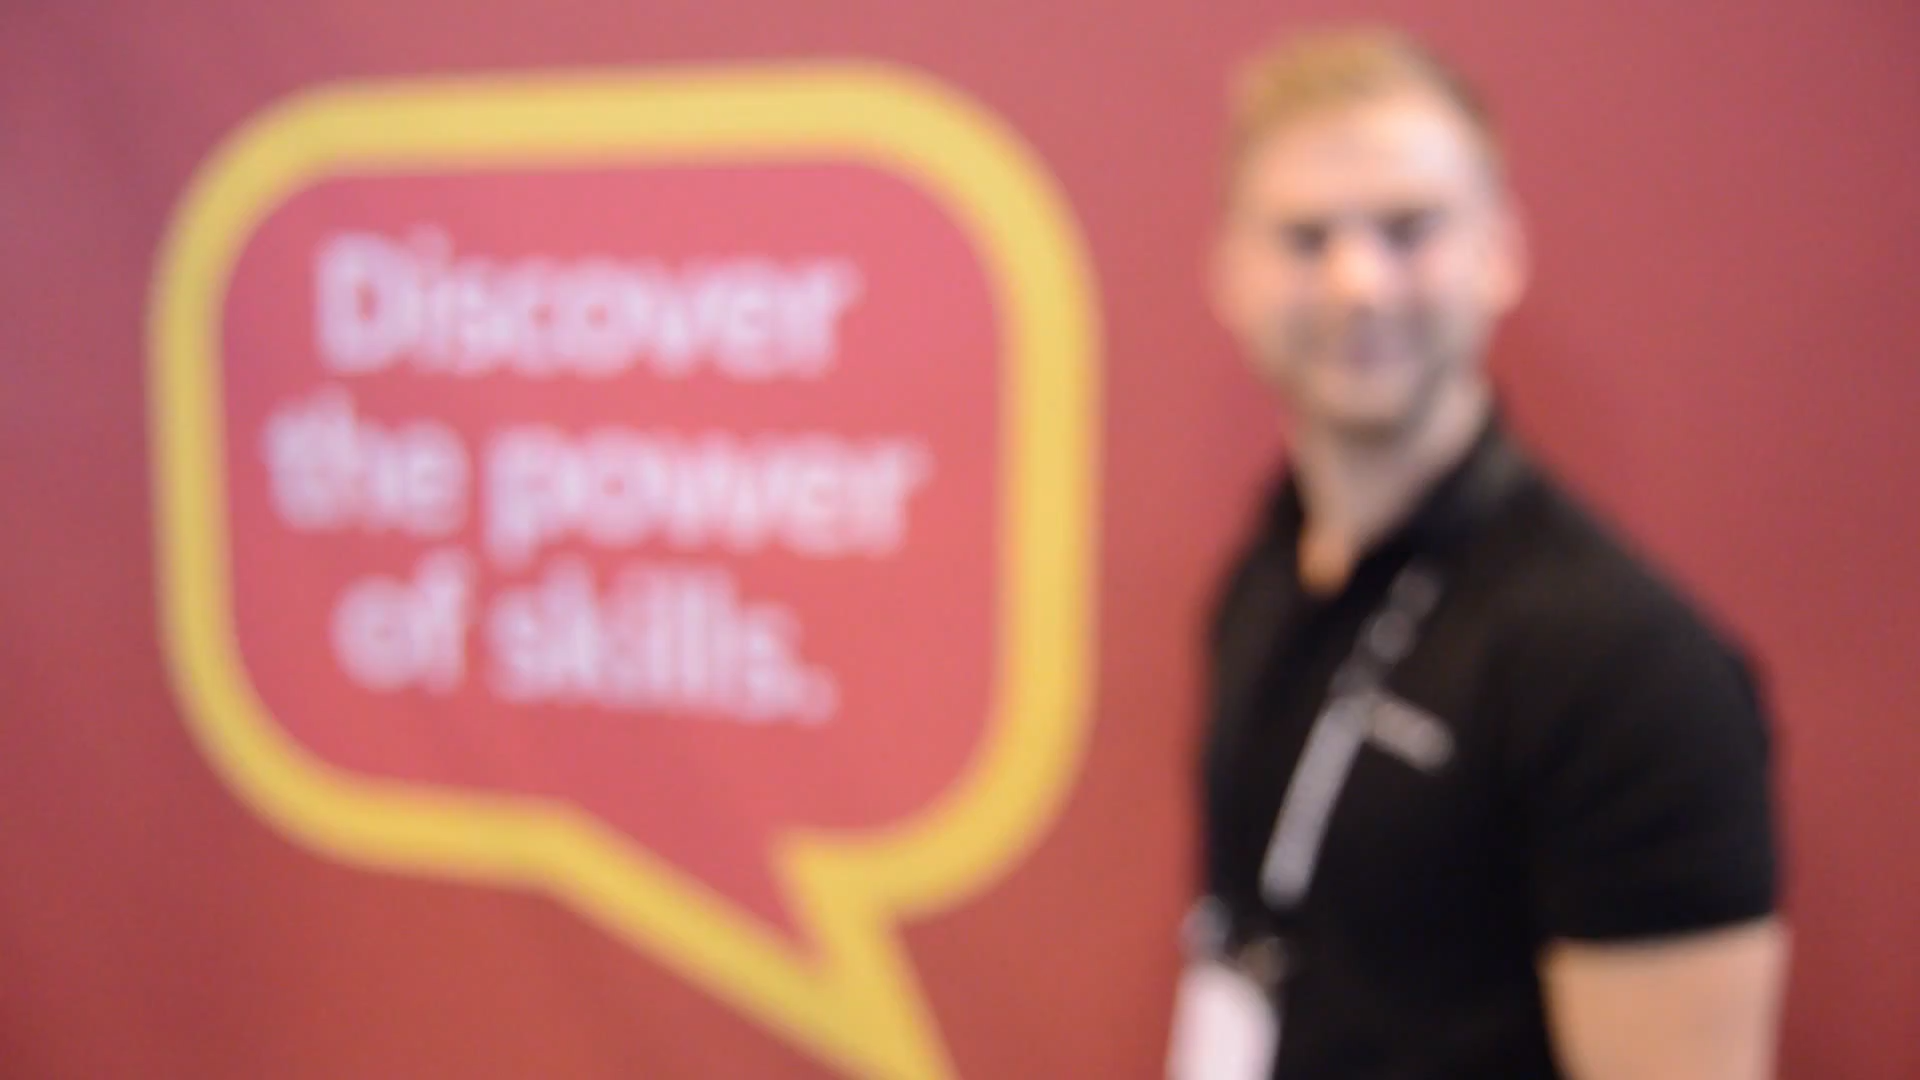 Discover
the power
of skills.